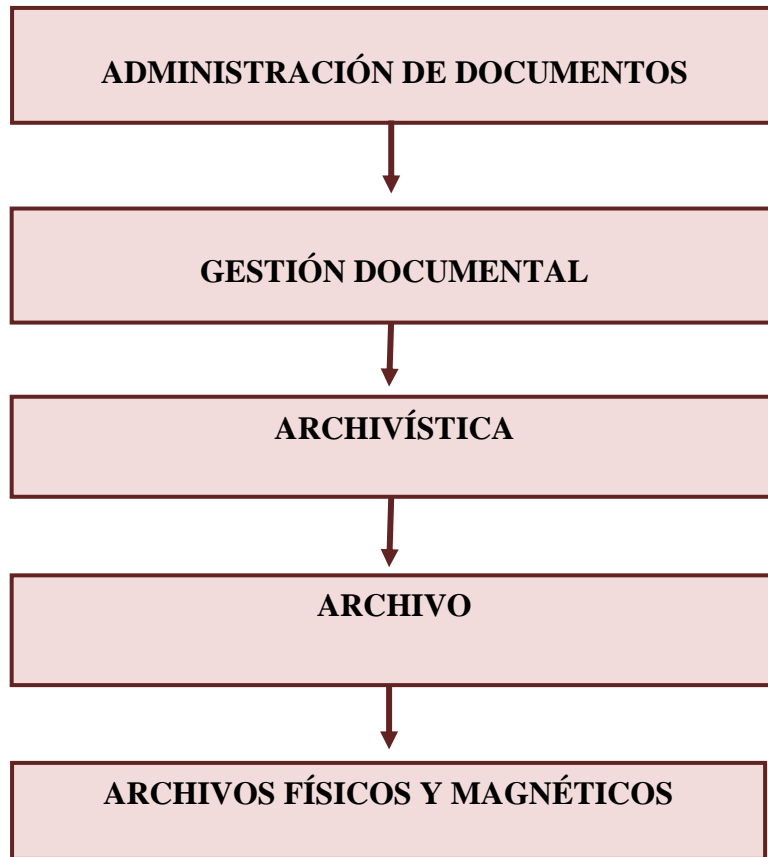 ADMINISTRACIÓN DE DOCUMENTOS
GESTIÓN DOCUMENTAL
ARCHIVÍSTICA
ARCHIVO
ARCHIVOS FÍSICOS Y MAGNÉTICOS